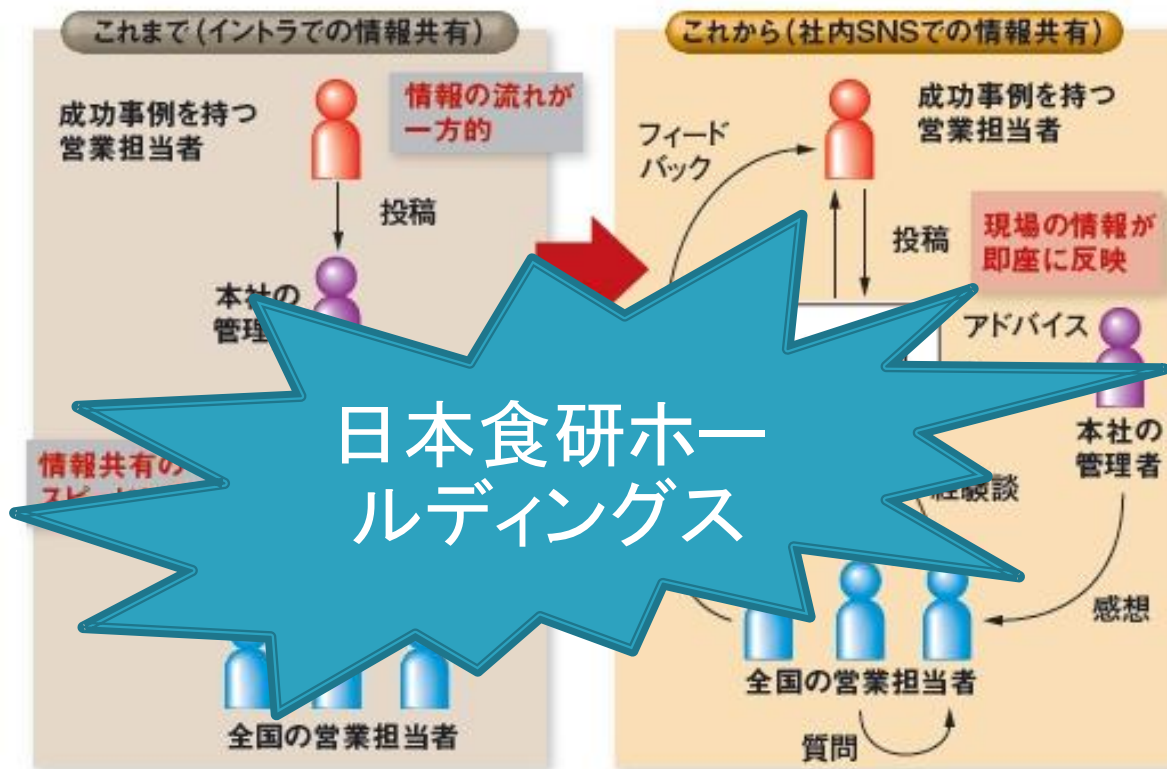 これまで(イントラでの情報共有)
成功事例を持つ
営業担当者
情報の流れが
一方的
投稿
本社の
管理
情報共有の
スピー
全国の営業担当者
これから(社内SNSでの情報共有)
成功事例を持つ
営業担当者
フィード
バック
投稿
現場の情報が
即座に反映
アドバイス
本社の
管理者
経験談
感想
全国の営業担当者
質問
日本食研ホー
ルディングス